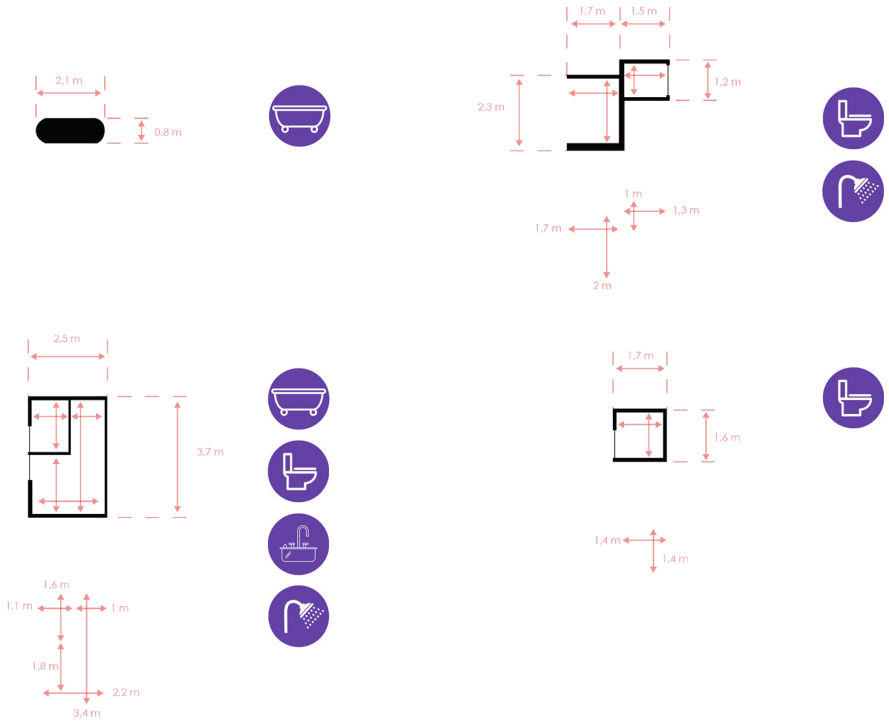 2,1 m
0,8 m
1,7 m
1,5 m
2,3 m
1,2 m
1 m
1,3 m
1,7 m
2 m
2,5 m
3,7 m
1,6 m
1,1 m
1 m
1,8 m
2,2 m
3,4 m
1,7 m
1,6 m
1,4 m
1,4 m